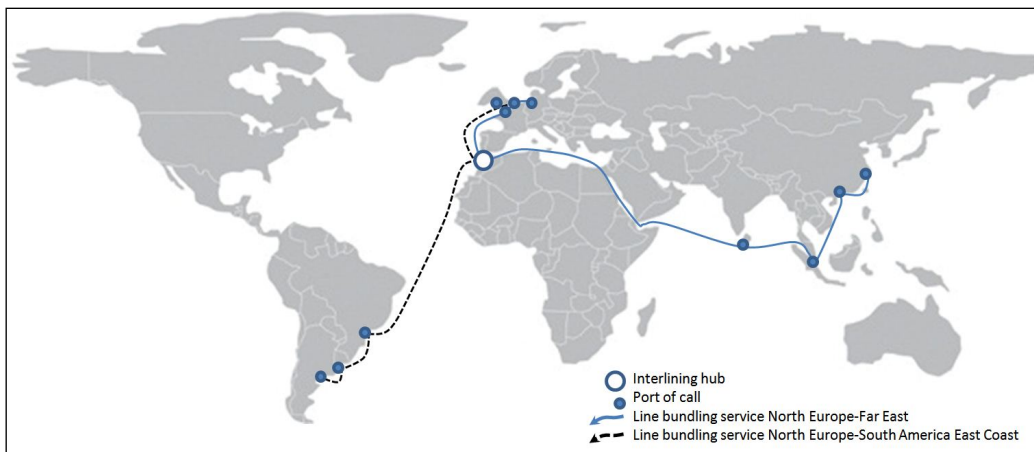 Interlining hub
Port of call
Line bundling service North Europe-Far East
Line bundling service North Europe-South America East Coast